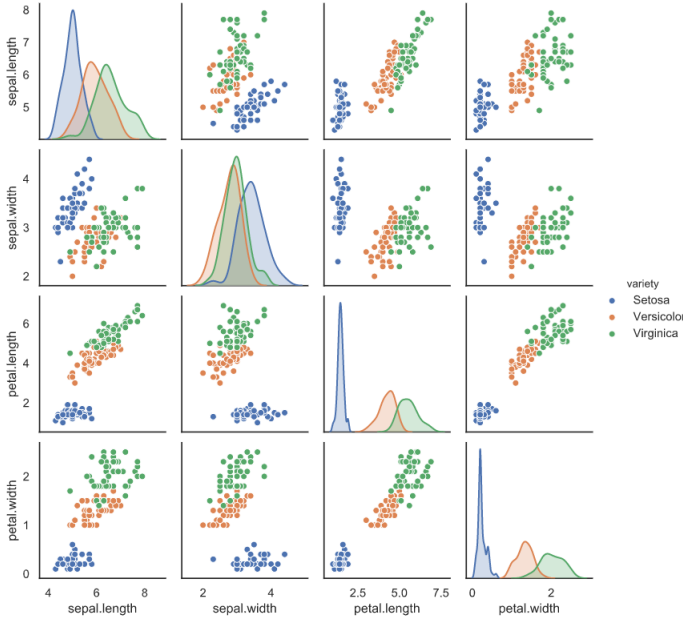 8
7
6
5
sepal.length
4
3
2
sepal.width
6
4
2
petal.length
2
1
0
petal.width
4 6 8
2 4
2.5 5.0 7.5
0 2
sepal.length
sepal.width
petal.length
petal.width
variety
Setosa
Versicolor
Virginica